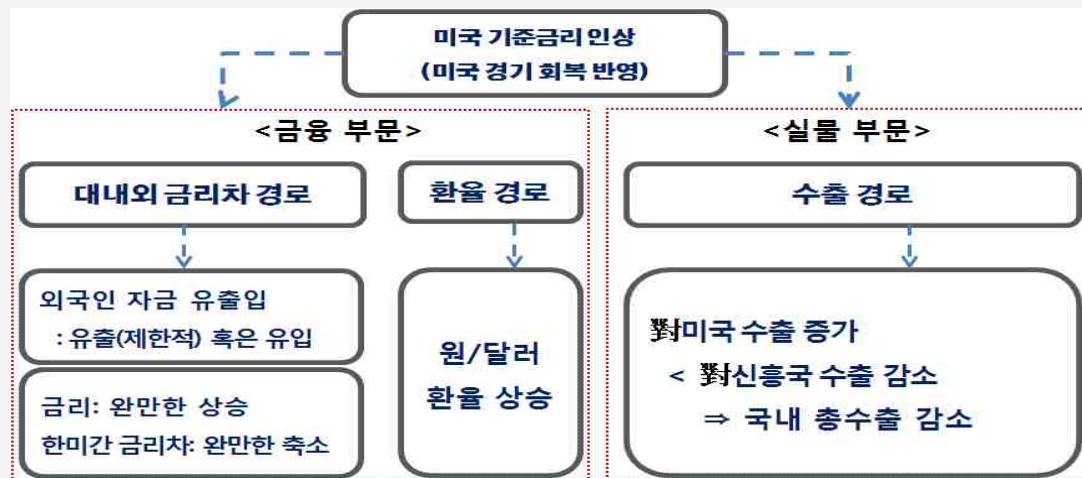 미국 기준금리 인상
(미국 경기 회복 반영)
<금융 부문>
<실물 부문>
대내외 금리차 경로
환율 경로
수출 경로
외국인 자금 유출입
: 유출(제한적) 혹은 유입
금리: 완만한 상승
한미간 금리차: 완만한 축소
원/달러
환율 상승
對미국 수출 증가
< 對신흥국 수출 감소
⇒ 국내 총수출 감소